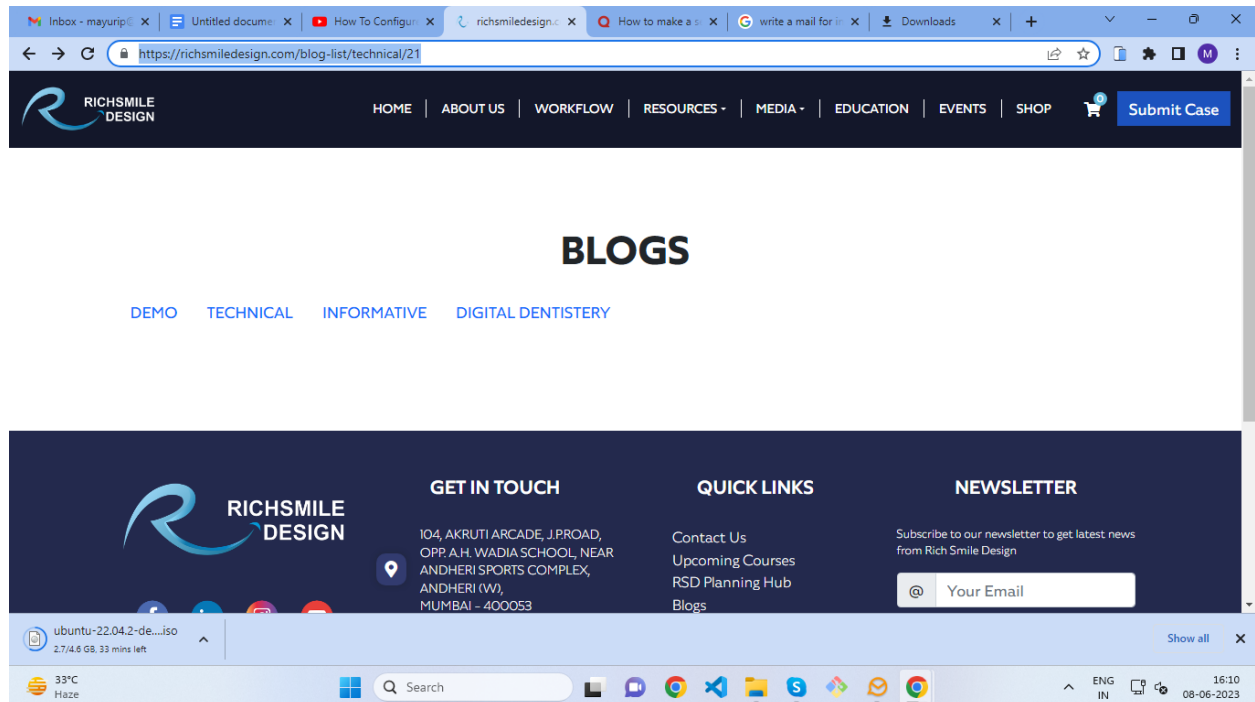 Inbox - mayurip@
Untitled docume
How To Configur
richsmiledesign.c
How to make a s
write a mail for in
Downloads
https://richsmiledesign.com/blog-list/technical/21
M
RICHSMILE
DESIGN
HOME
ABOUT US
WORKFLOW
RESOURCES
MEDIA
EDUCATION
EVENTS
SHOP
0
Submit Case
BLOGS
DEMO
TECHNICAL
INFORMATIVE
DIGITAL DENTISTERY
RICHSMILE
DESIGN
GET IN TOUCH
104, AKRUTI ARCADE, J.P.ROAD,
OPP. A.H. WADIA SCHOOL, NEAR
ANDHERI SPORTS COMPLEX,
ANDHERI (W),
MUMBAI – 400053
QUICK LINKS
Contact Us
Upcoming Courses
RSD Planning Hub
Blogs
NEWSLETTER
Subscribe to our newsletter to get latest news
from Rich Smile Design
@ Your Email
ubuntu-22.04.2-de....iso
2.7/4.6 GB, 33 mins left
Show all
33°C
Haze
Search
ENG
IN
16:10
08-06-2023